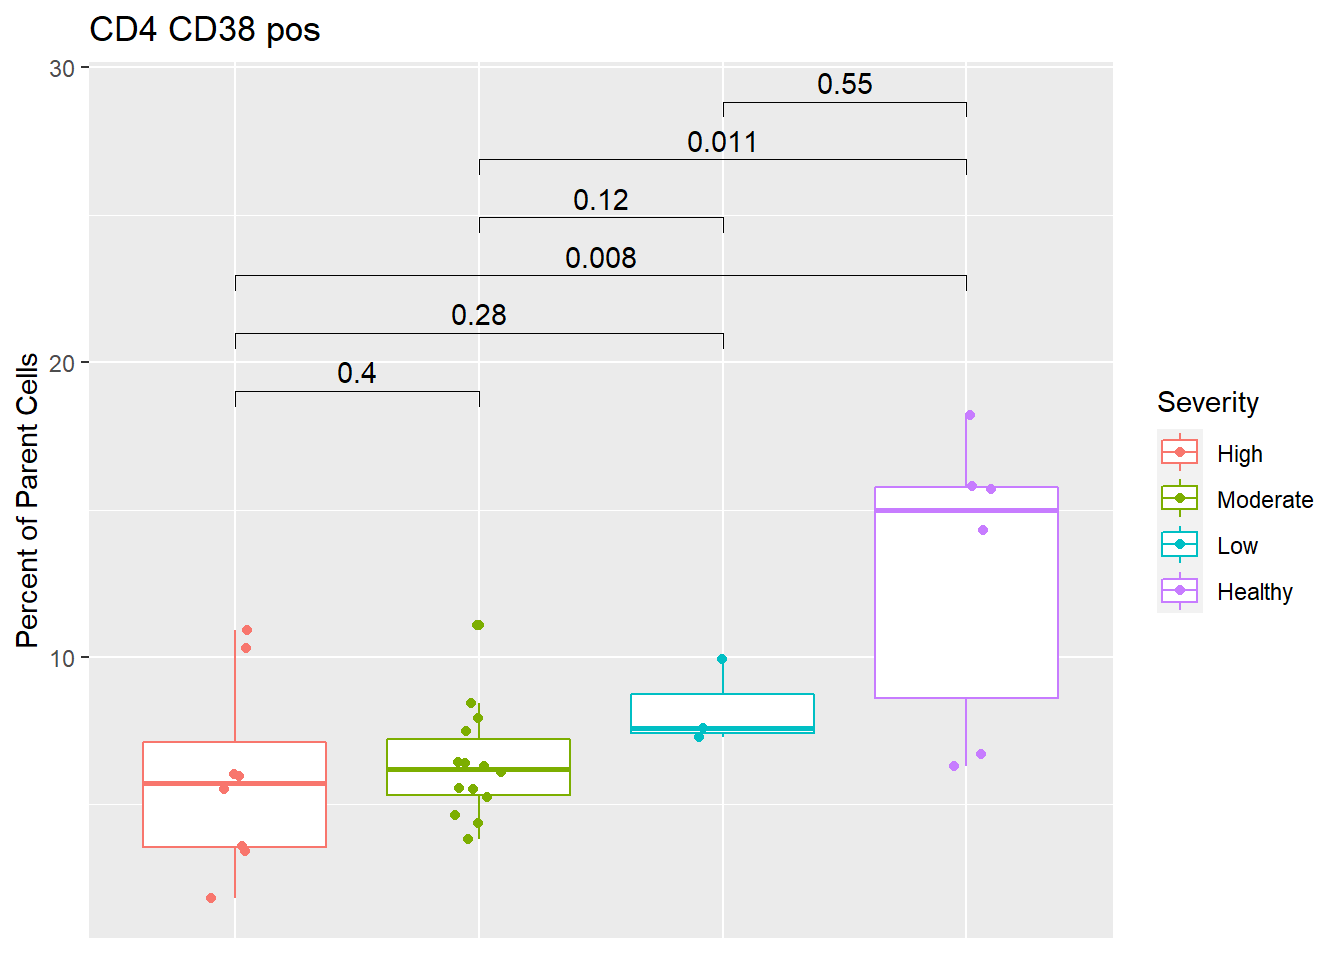 CD4 CD38 pos
30
20
10
Percent of Parent Cells
0.55
0.011
0.12
0.008
0.28
0.4
Severity
High
Moderate
Low
Healthy